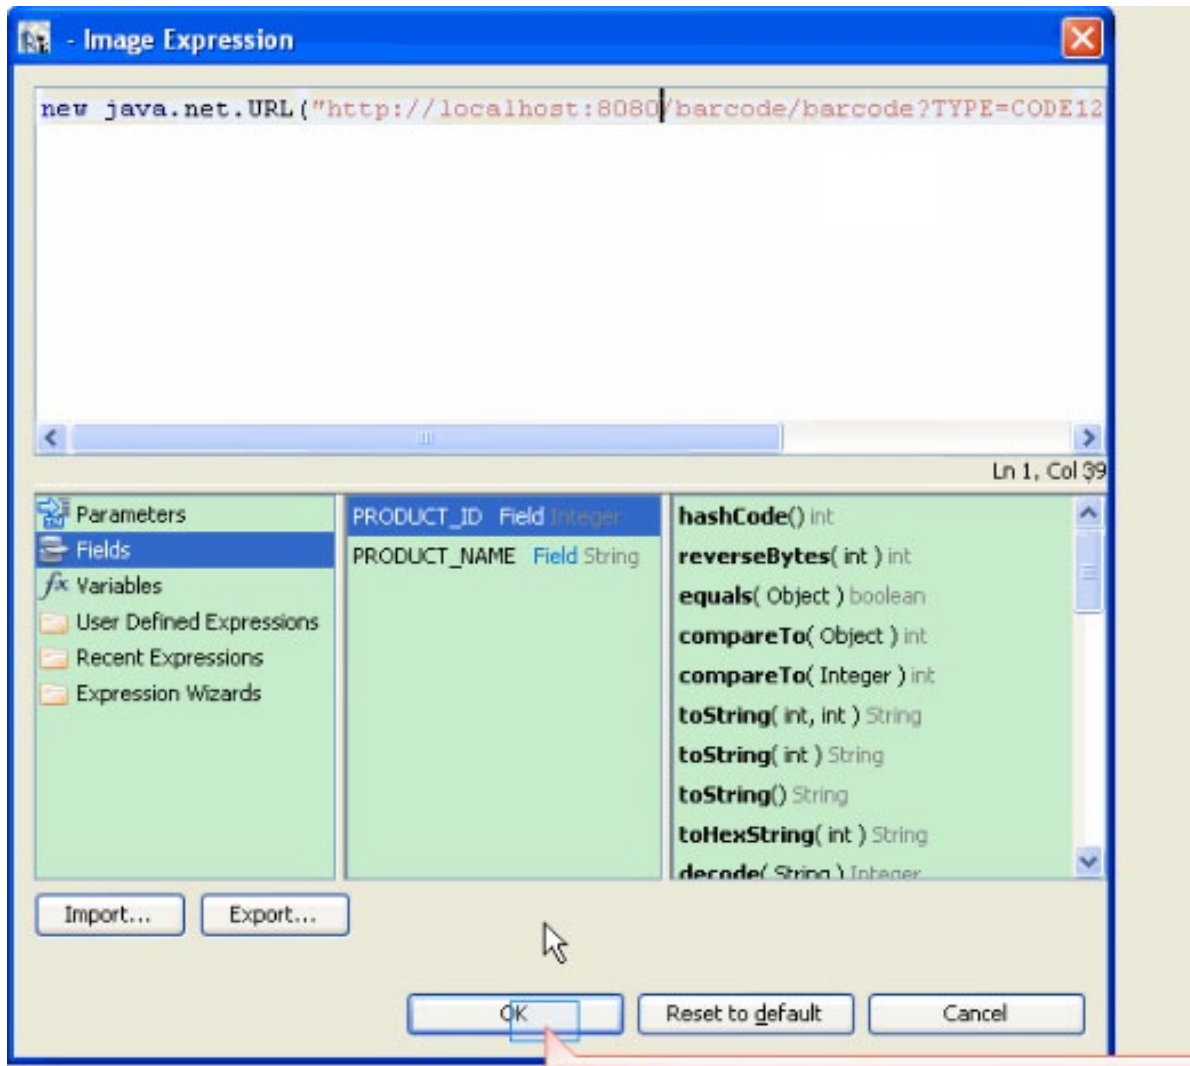 - Image Expression
new java.net.URL("http://localhost:8080/barcode/barcode?TYPE=CODE12
Ln 1, Col 39
Parameters
Fields
Variables
User Defined Expressions
Recent Expressions
Expression Wizards
PRODUCT_ID Field Integer
PRODUCT_NAME Field String
hashCode() int
reverseBytes( int ) int
equals( Object ) boolean
compareTo( Object ) int
compareTo( Integer ) int
toString( int, int ) String
toString( int ) String
toString() String
toHexString( int ) String
decode( String ) Integer
Import... Export...
OK Reset to default Cancel